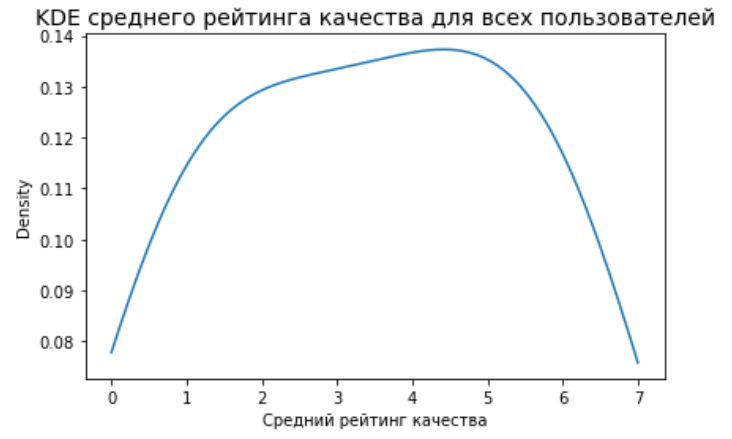 KDE среднего рейтинга качества для всех пользователей
0.14
0.13
0.12
0.11
0.10
0.09
0.08
Density
0 1 2 3 4 5 6 7
Средний рейтинг качества